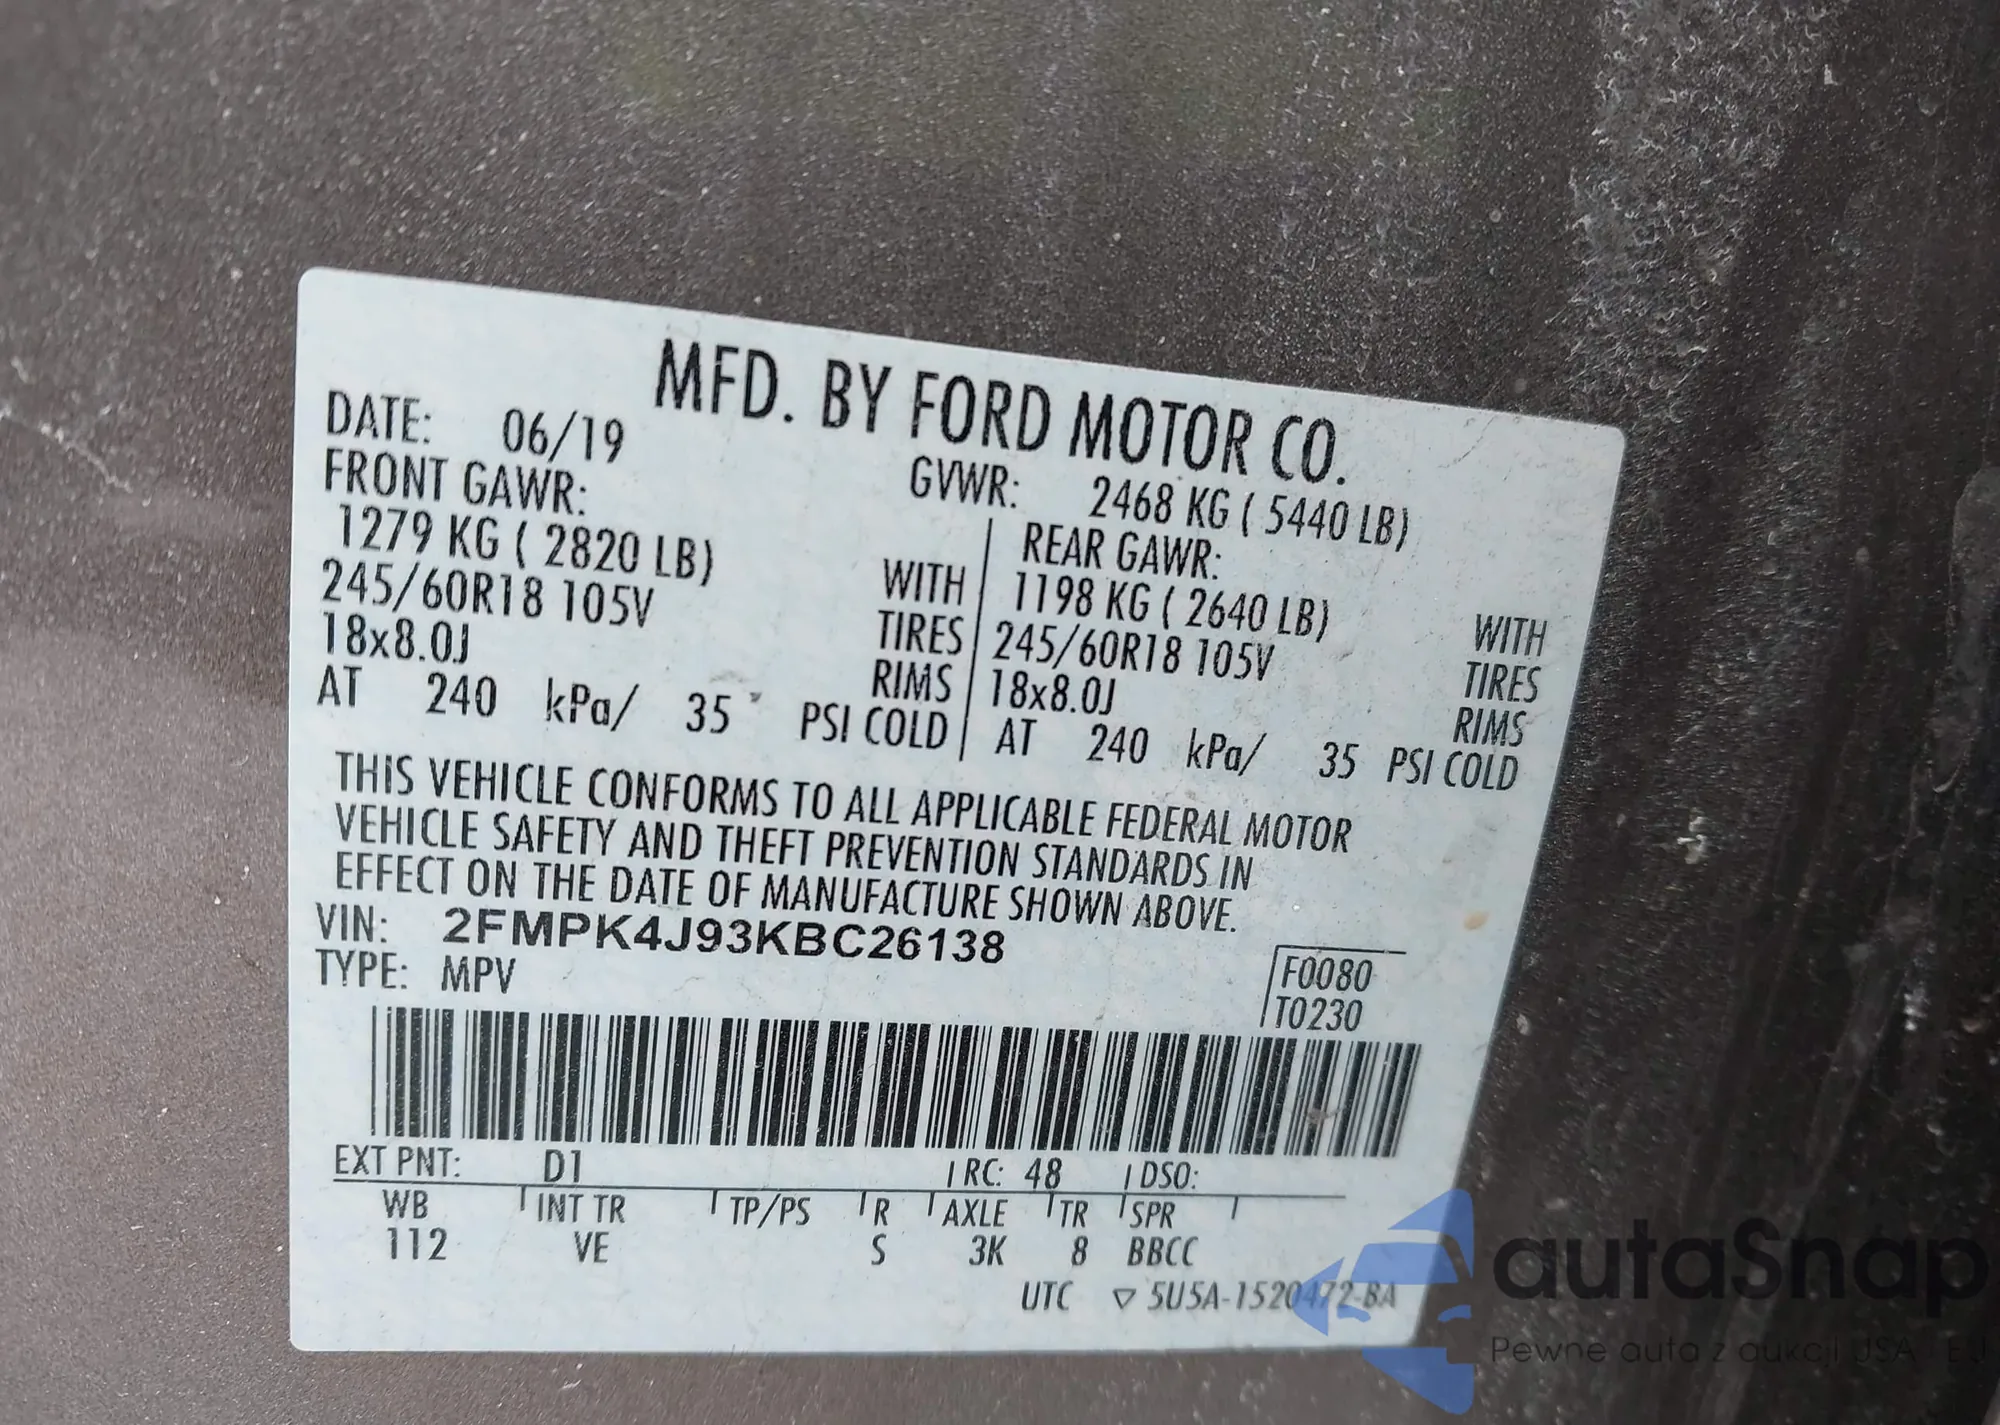 MFD. BY FORD MOTOR CO.
DATE: 06/19
GVWR: 2468 KG ( 5440 LB)
FRONT GAWR:
1279 KG ( 2820 LB) WITH
245/60R18 105V TIRES
18x8.0J RIMS
AT 240 kPa/ 35 PSI COLD
REAR GAWR:
1198 KG ( 2640 LB) WITH
245/60R18 105V TIRES
18x8.0J RIMS
AT 240 kPa/ 35 PSI COLD
THIS VEHICLE CONFORMS TO ALL APPLICABLE FEDERAL MOTOR
VEHICLE SAFETY AND THEFT PREVENTION STANDARDS IN
EFFECT ON THE DATE OF MANUFACTURE SHOWN ABOVE.
VIN: 2FMPK4J93KBC26138
TYPE: MPV
F0080
T0230
EXT PNT: D1 RC: 48 DSO:
WB INT TR TP/PS R AXLE TR SPR
112 VE S 3K 8 BBCC
UTC ▽ 5U5A-1520472-BA
autaSnap
Pewne auta z aukcji USA i EU